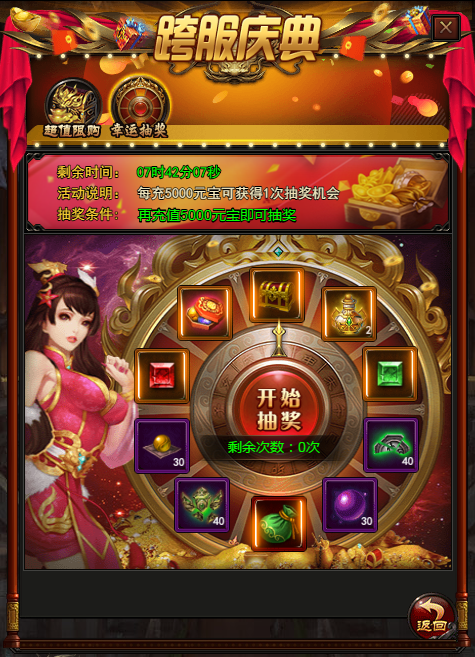 跨服庆典
超值限购
幸运抽奖
剩余时间： 07时42分07秒
活动说明： 每充5000元宝可获得1次抽奖机会
抽奖条件： 再充值5000元宝即可抽奖
2
开始
抽奖
剩余次数：0次
30
40
40
30
返回